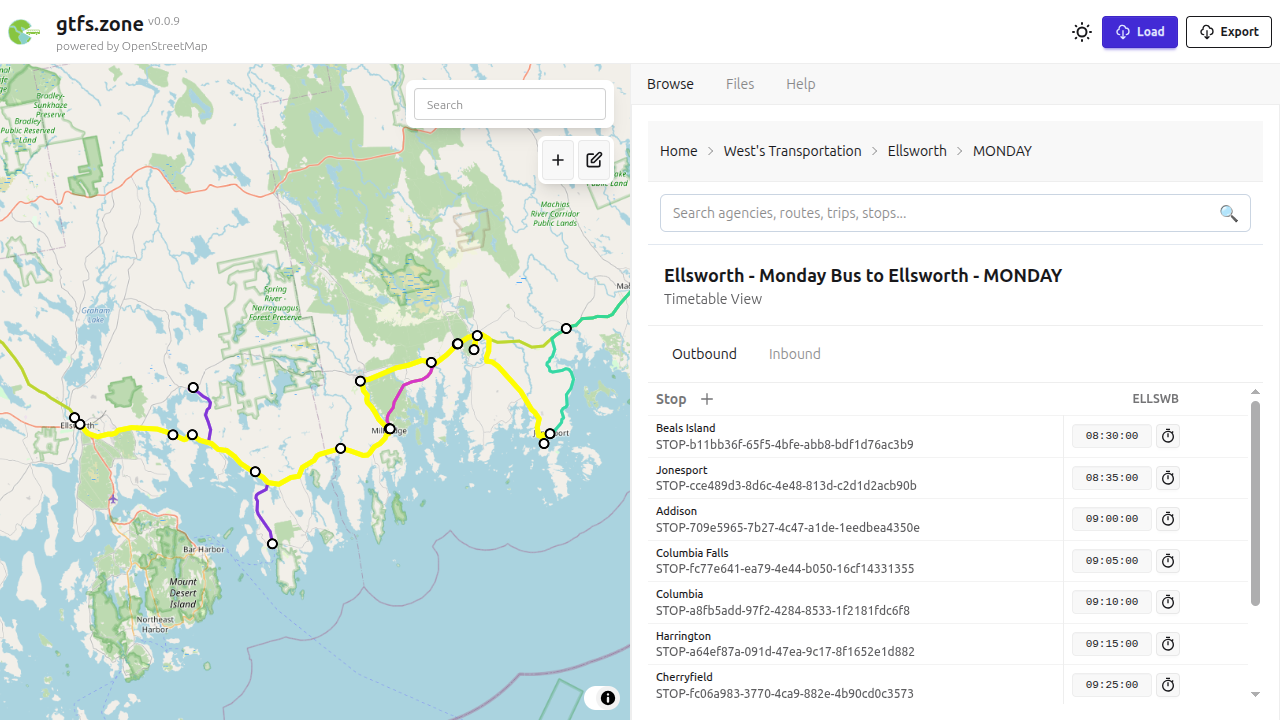 gtfs.zone v0.0.9
powered by OpenStreetMap
Load
Export
Browse
Files
Help
Search
Home
West's Transportation
Ellsworth
MONDAY
Search agencies, routes, trips, stops...
Ellsworth - Monday Bus to Ellsworth - MONDAY
Timetable View
Outbound
Inbound
Stop
ELLSWB
Beals Island
STOP-b11bb36f-65f5-4bfe-abb8-bdf1d76ac3b9
08:30:00
Jonesport
STOP-cce489d3-8d6c-4e48-813d-c2d1d2acb90b
08:35:00
Addison
STOP-709e5965-7b27-4c47-a1de-1eedbea4350e
09:00:00
Columbia Falls
STOP-fc77e641-ea79-4e44-b050-16cf14331355
09:05:00
Columbia
STOP-a8fb5add-97f2-4284-8533-1f2181fdc6f8
09:10:00
Harrington
STOP-a64ef87a-091d-47ea-9c17-8f1652e1d882
09:15:00
Cherryfield
STOP-fc06a983-3770-4ca9-882e-4b90cd0c3573
09:25:00
Bradley-
Sunkhaze
Preserve
Bradley
Public Reserved
Land
Machias
River Corridor
Public Lands
Public Land
Spring
River -
Narraguagus
Forest Preserve
Graham
Lake
Bar Harbor
Mount
Desert
Island
Northeast
Harbor